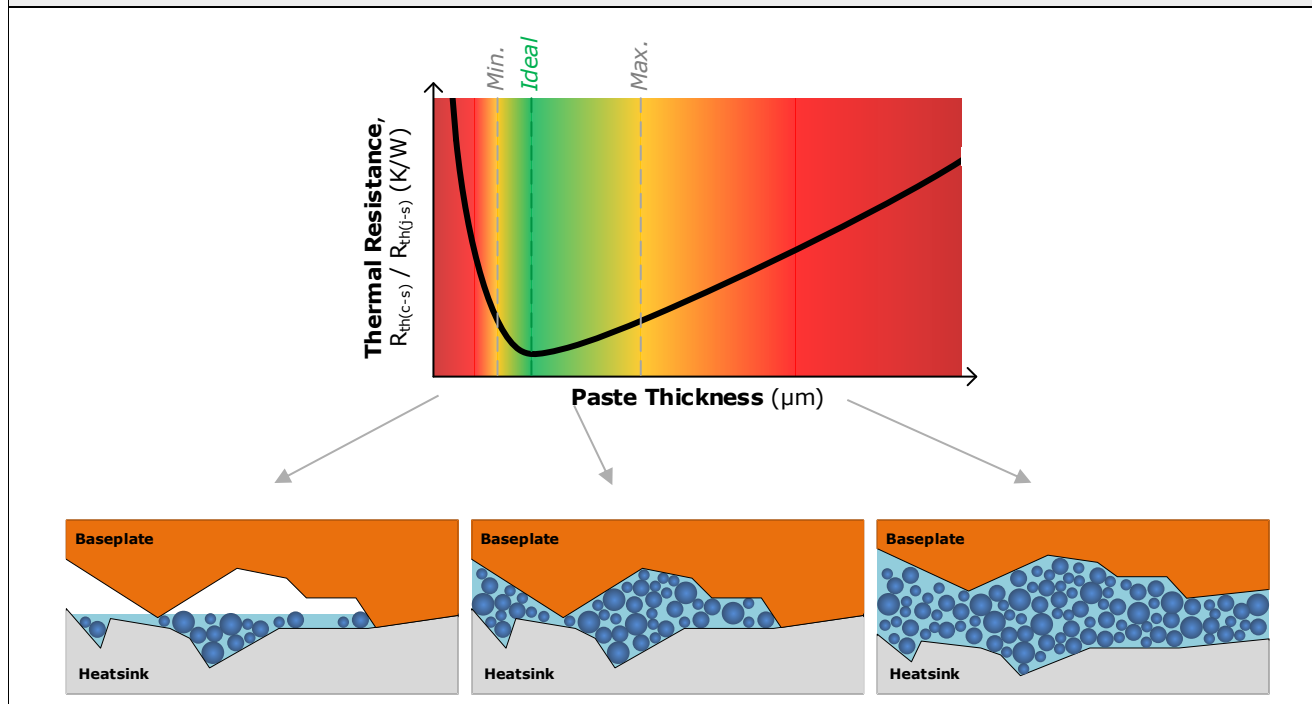 Min.
Ideal
Max.
Thermal Resistance,
Rth(c-s) / Rth(j-s) (K/W)
Paste Thickness (µm)
Baseplate
Heatsink
Baseplate
Heatsink
Baseplate
Heatsink